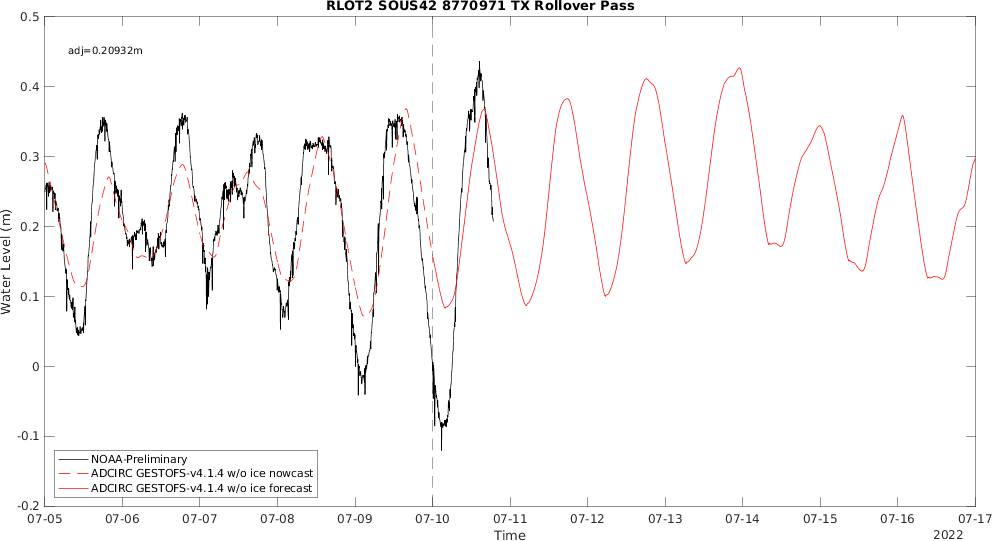 RLOT2 SOUS42 8770971 TX Rollover Pass
adj=0.20932m
0.5
0.4
0.3
0.2
0.1
0
-0.1
-0.2
Water Level (m)
NOAA-Preliminary
ADCIRC GESTOFS-v4.1.4 w/o ice nowcast
ADCIRC GESTOFS-v4.1.4 w/o ice forecast
07-05 07-06 07-07 07-08 07-09 07-10 07-11 07-12 07-13 07-14 07-15 07-16 07-17
Time
2022